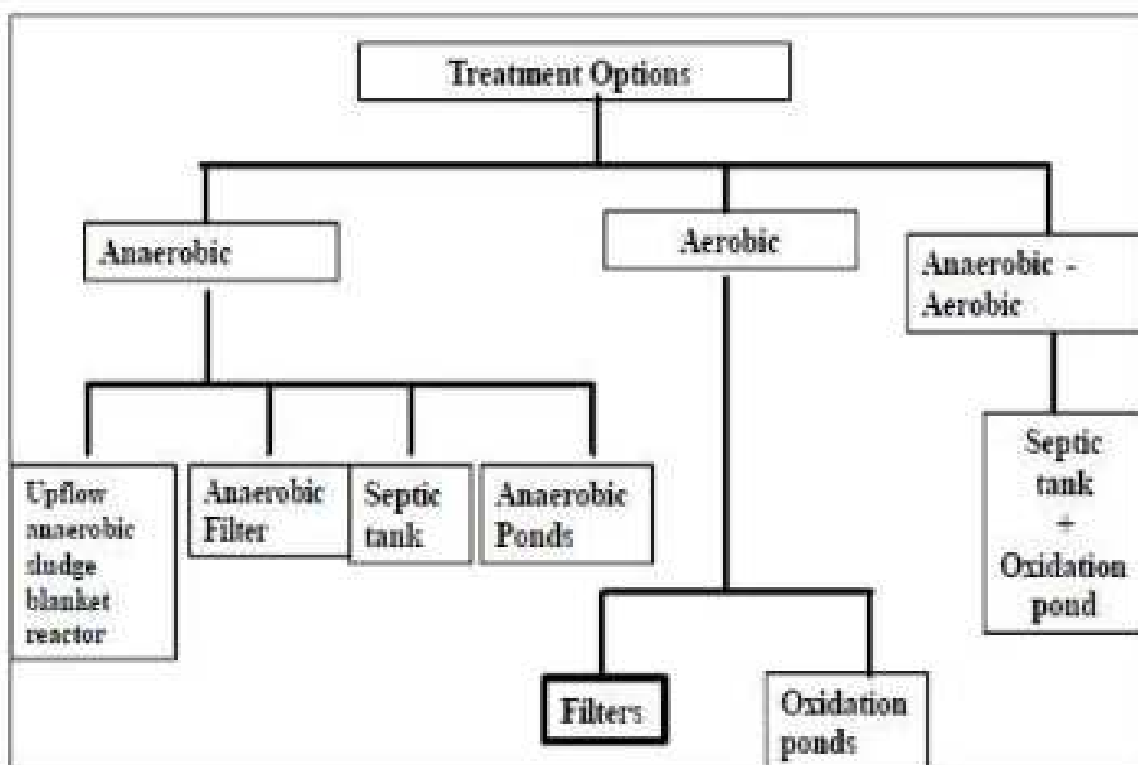 Treatment Options
Anaerobic
Aerobic
Anaerobic -
Aerobic
Upflow
anaerobic
sludge
blanket
reactor
Anaerobic
Filter
Septic
tank
Anaerobic
Ponds
Septic
tank
+
Oxidation
pond
Filters
Oxidation
ponds